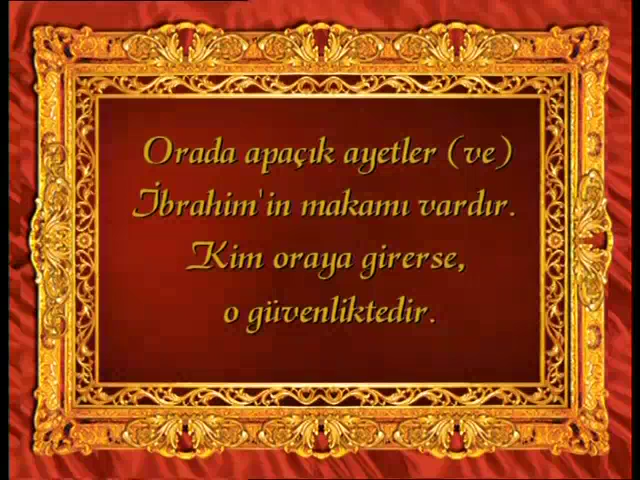 Orada apaçık ayetler (ve)
İbrahim'in makamı vardır.
Kim oraya girerse,
o güvenliktedir.